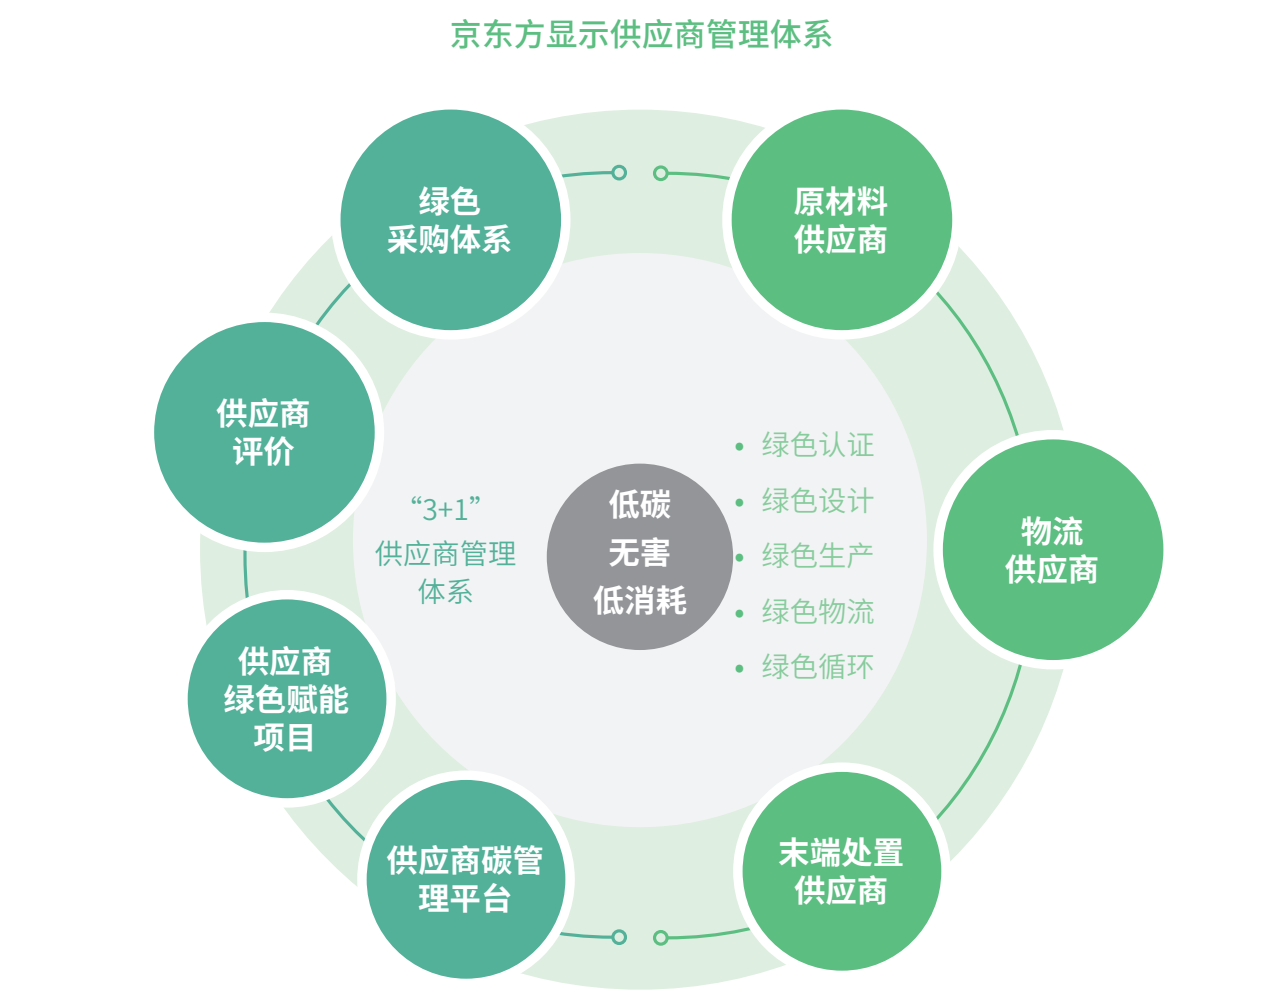 京东方显示供应商管理体系
绿色
采购体系
原材料
供应商
供应商
评价
“3+1”
供应商管理
体系
低碳
无害
低消耗
绿色认证
绿色设计
绿色生产
绿色物流
绿色循环
物流
供应商
供应商
绿色赋能
项目
供应商碳管
理平台
末端处置
供应商